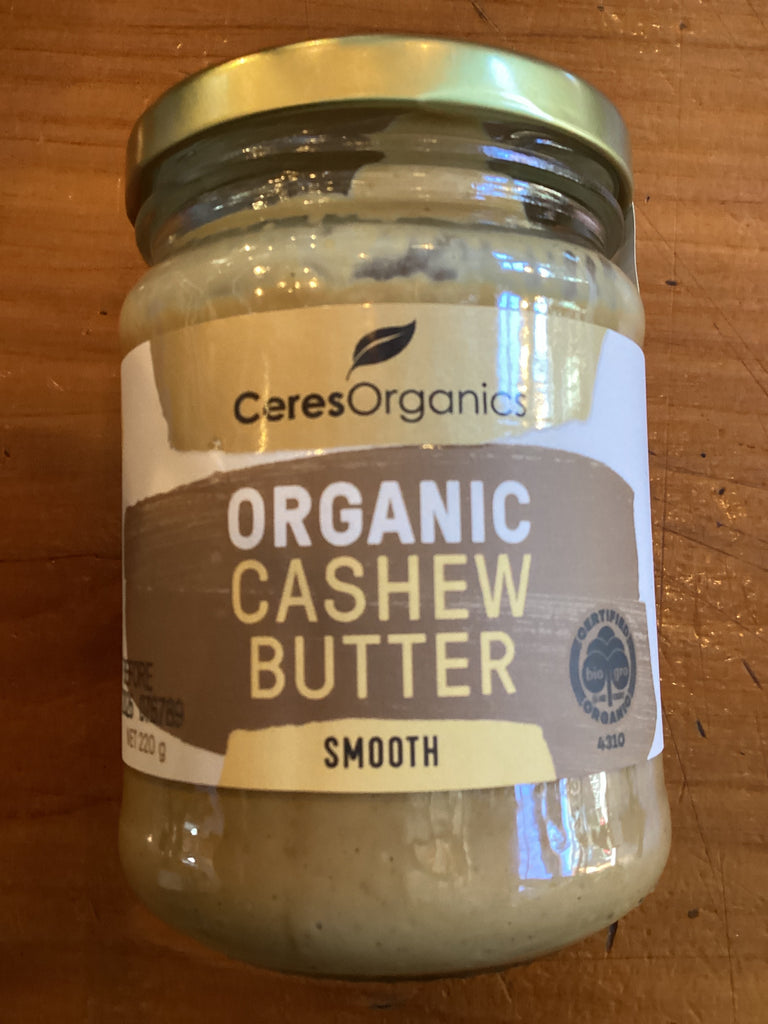 CeresOrganics
ORGANIC
CASHEW
BUTTER
SMOOTH
CERTIFIED
bio gro
ORGANIC
4310
NET 220 g